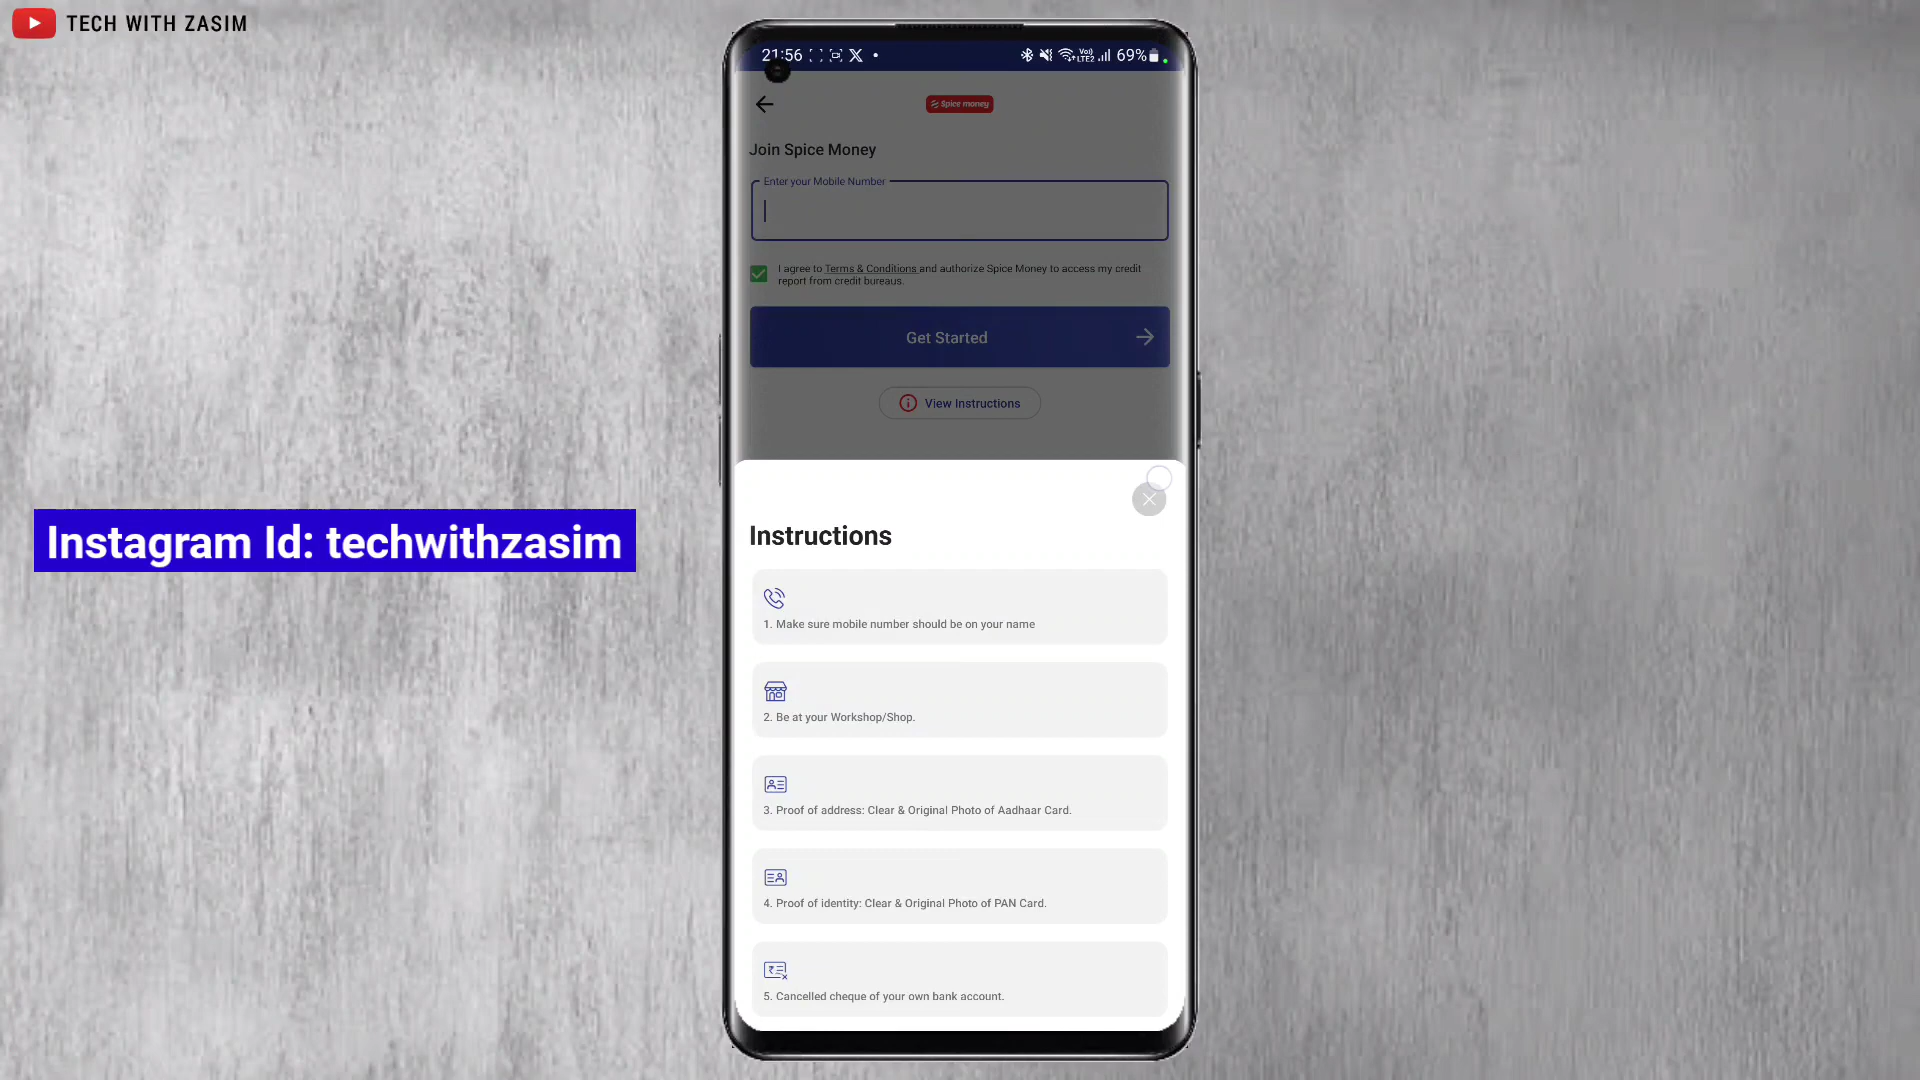 TECH WITH ZASIM
21:56
69%
Spice money
Join Spice Money
Enter your Mobile Number
I agree to Terms & Conditions and authorize Spice Money to access my credit
report from credit bureaus.
Get Started
View Instructions
Instagram Id: techwithzasim
Instructions
1. Make sure mobile number should be on your name
2. Be at your Workshop/Shop.
3. Proof of address: Clear & Original Photo of Aadhaar Card.
4. Proof of identity: Clear & Original Photo of PAN Card.
5. Cancelled cheque of your own bank account.